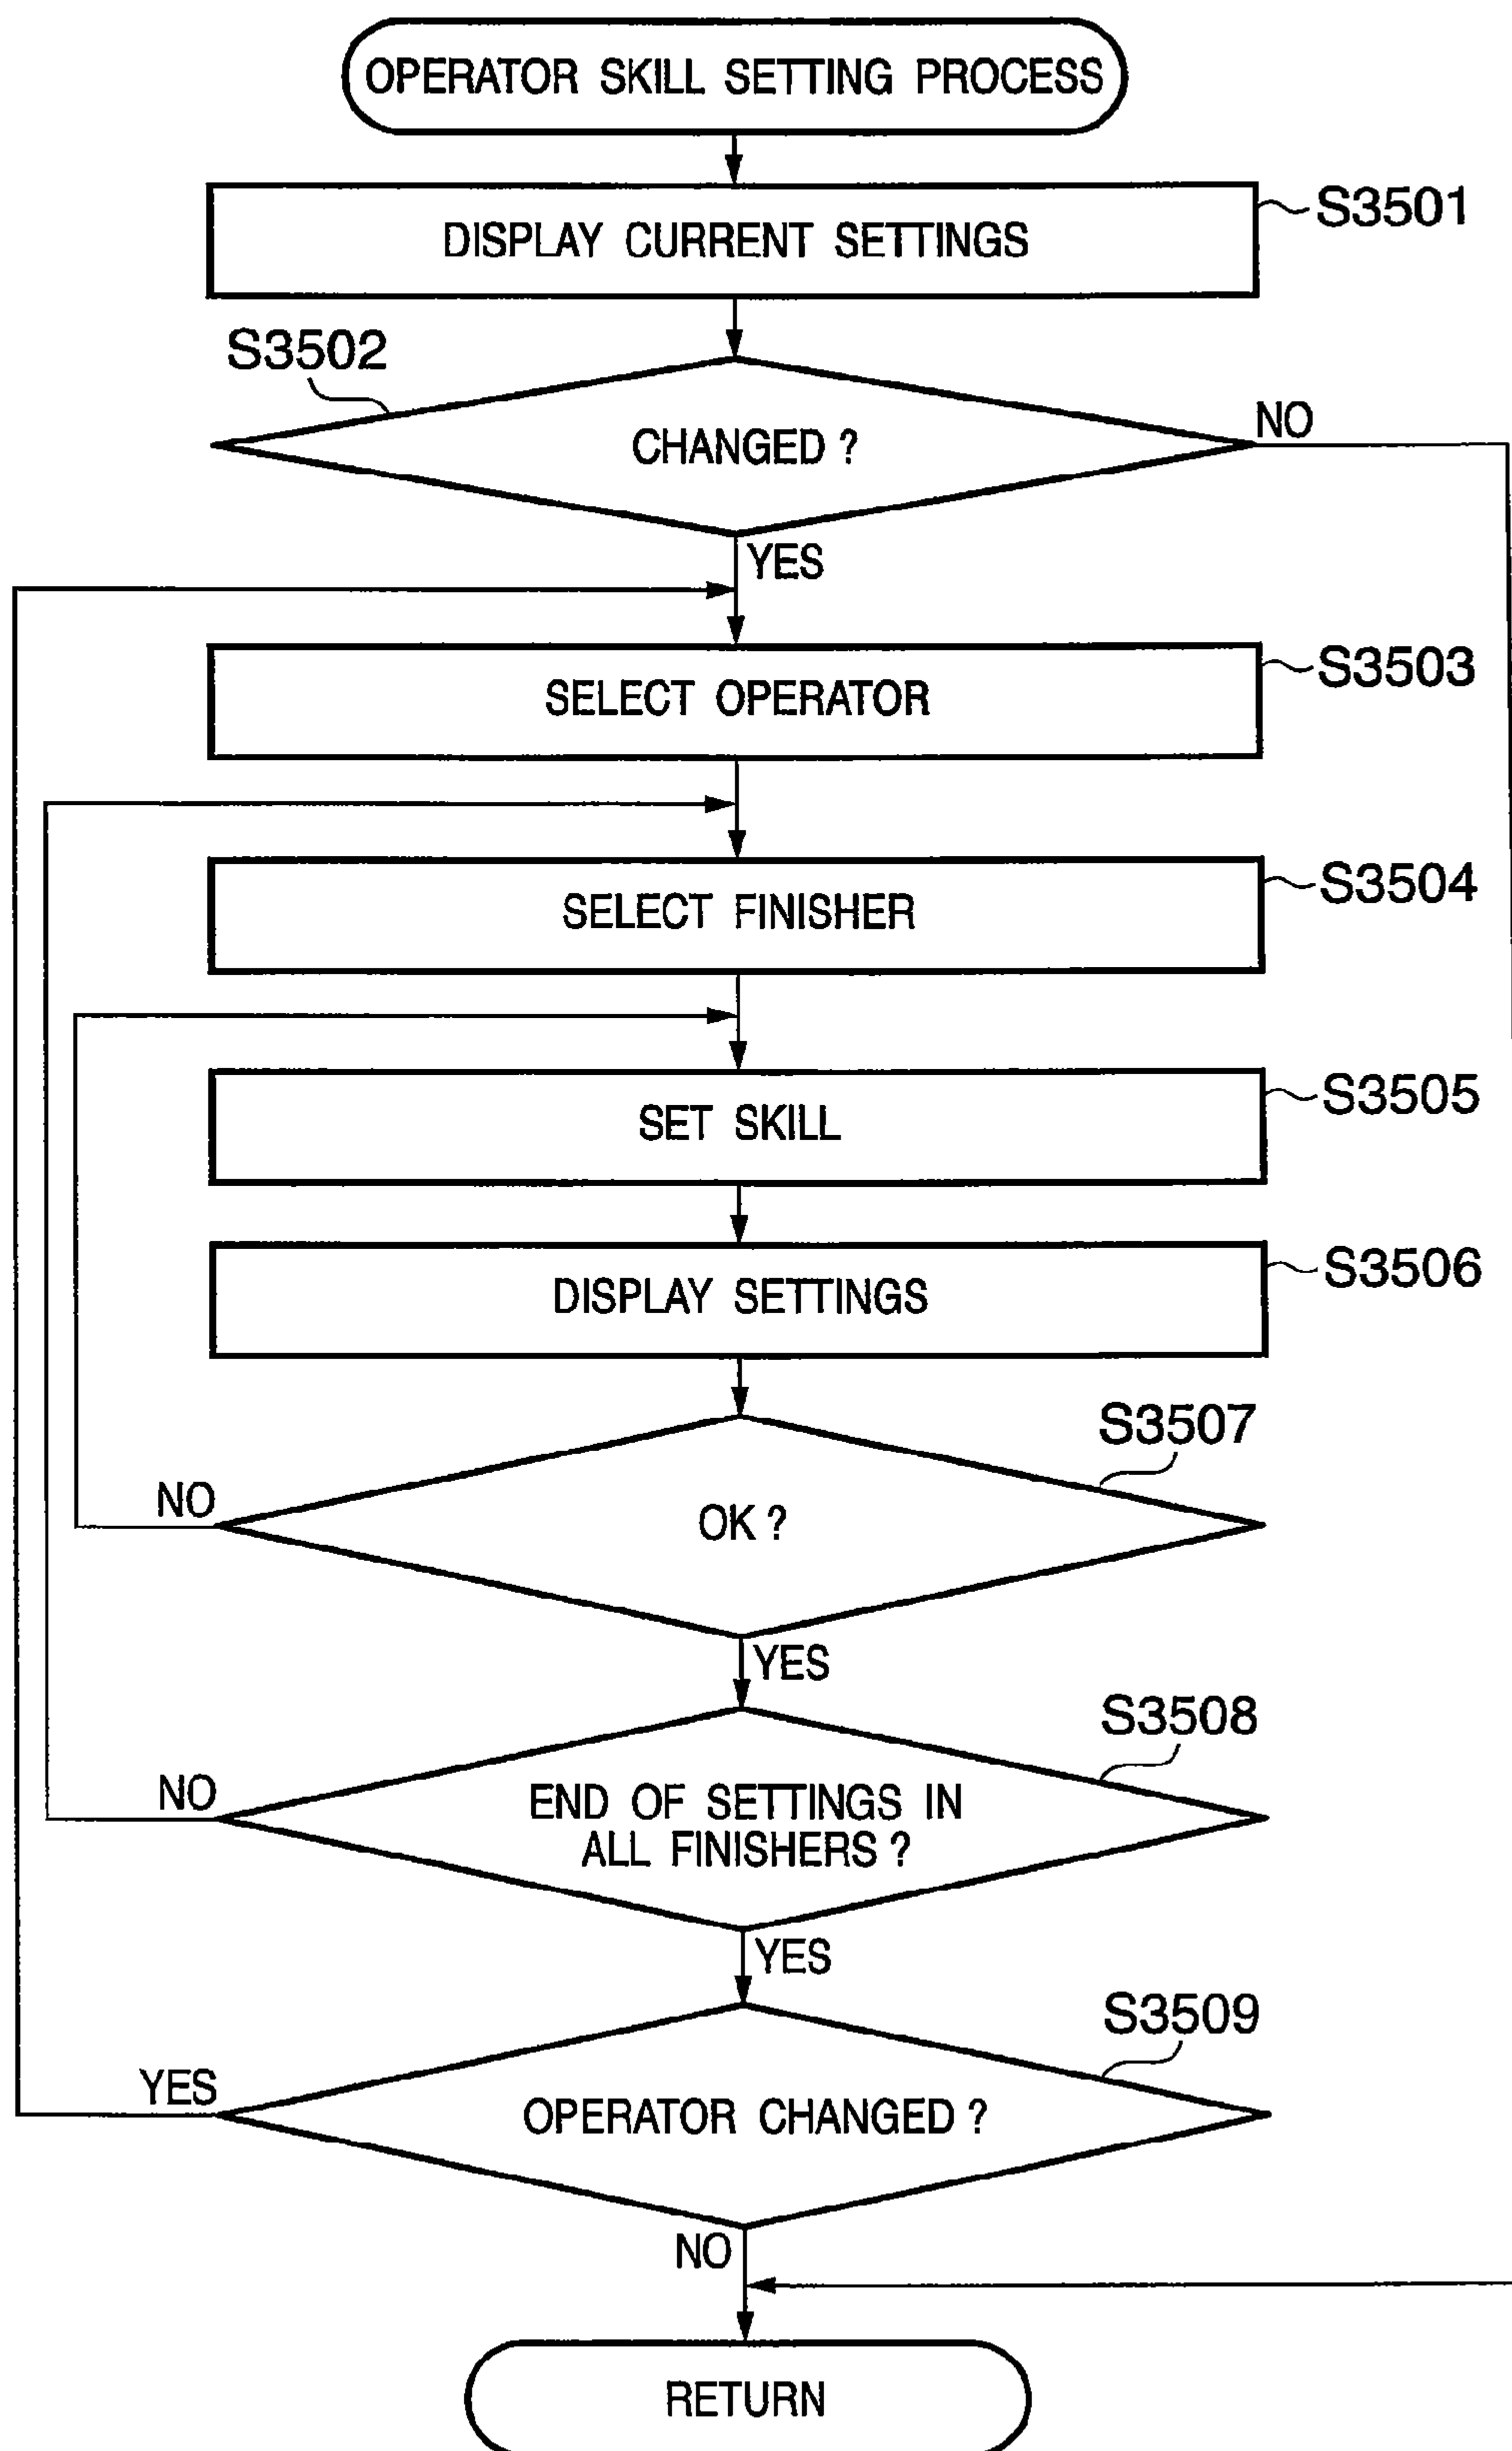 OPERATOR SKILL SETTING PROCESS
DISPLAY CURRENT SETTINGS
S3501
S3502
CHANGED ?
NO
YES
SELECT OPERATOR
S3503
SELECT FINISHER
S3504
SET SKILL
S3505
DISPLAY SETTINGS
S3506
S3507
NO
OK ?
YES
S3508
NO
END OF SETTINGS IN
ALL FINISHERS ?
YES
S3509
YES
OPERATOR CHANGED ?
NO
RETURN